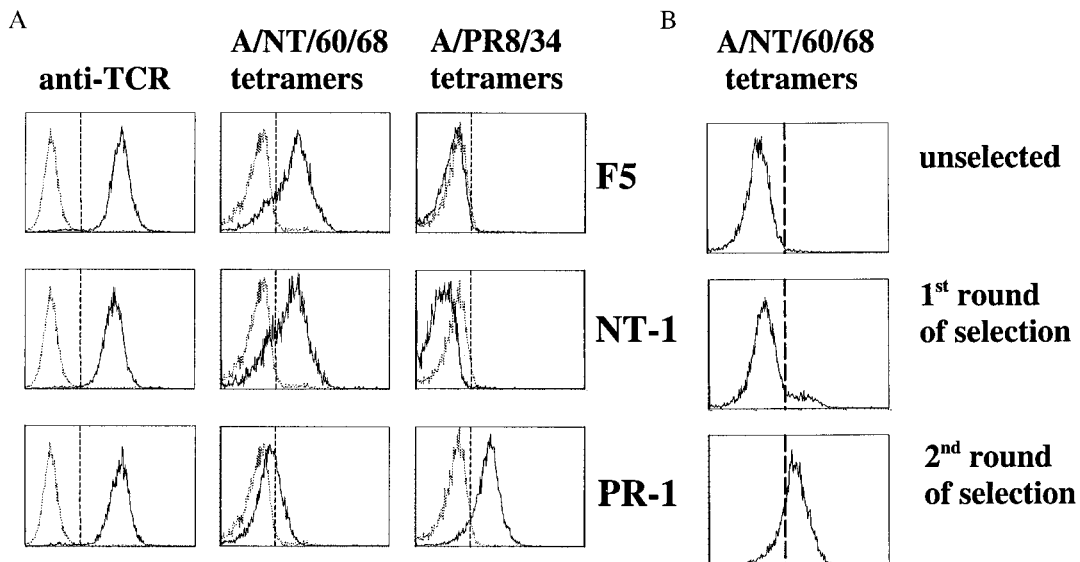 A
B
anti-TCR
A/NT/60/68
tetramers
A/PR8/34
tetramers
A/NT/60/68
tetramers
F5
NT-1
PR-1
unselected
1st round
of selection
2nd round
of selection